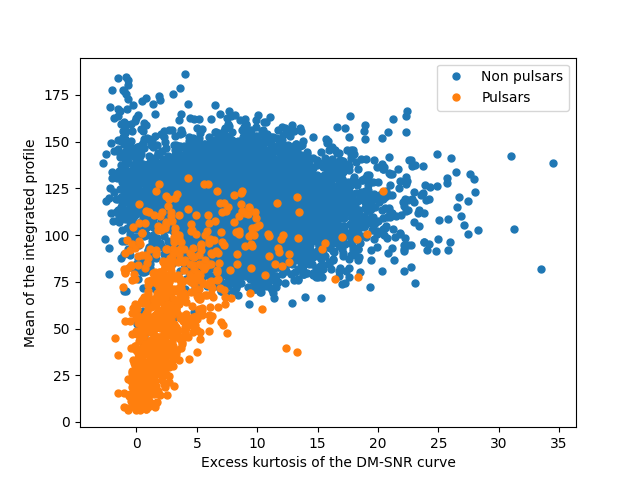 Non pulsars
Pulsars
Mean of the integrated profile
175
150
125
100
75
50
25
0
0 5 10 15 20 25 30 35
Excess kurtosis of the DM-SNR curve